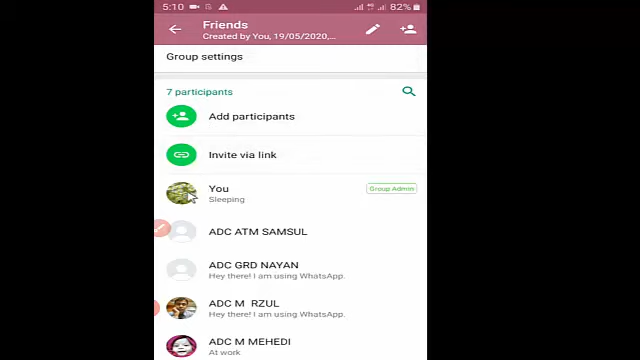 5:10
82%
Friends
Created by You, 19/05/2020,...
Group settings
7 participants
Add participants
Invite via link
You
Group Admin
Sleeping
ADC ATM SAMSUL
ADC GRD NAYAN
Hey there! I am using WhatsApp.
ADC M RZUL
Hey there! I am using WhatsApp.
ADC M MEHEDI
At work